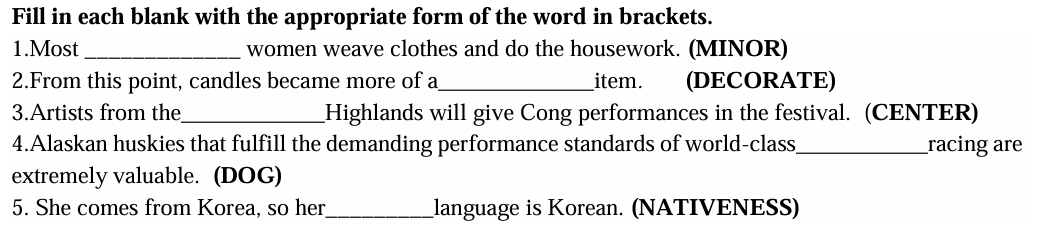 Fill in each blank with the appropriate form of the word in brackets.
1.Most ______________ women weave clothes and do the housework. (MINOR)
2.From this point, candles became more of a______________item. (DECORATE)
3.Artists from the_____________Highlands will give Cong performances in the festival. (CENTER)
4.Alaskan huskies that fulfill the demanding performance standards of world-class____________racing are
extremely valuable. (DOG)
5. She comes from Korea, so her__________language is Korean. (NATIVENESS)